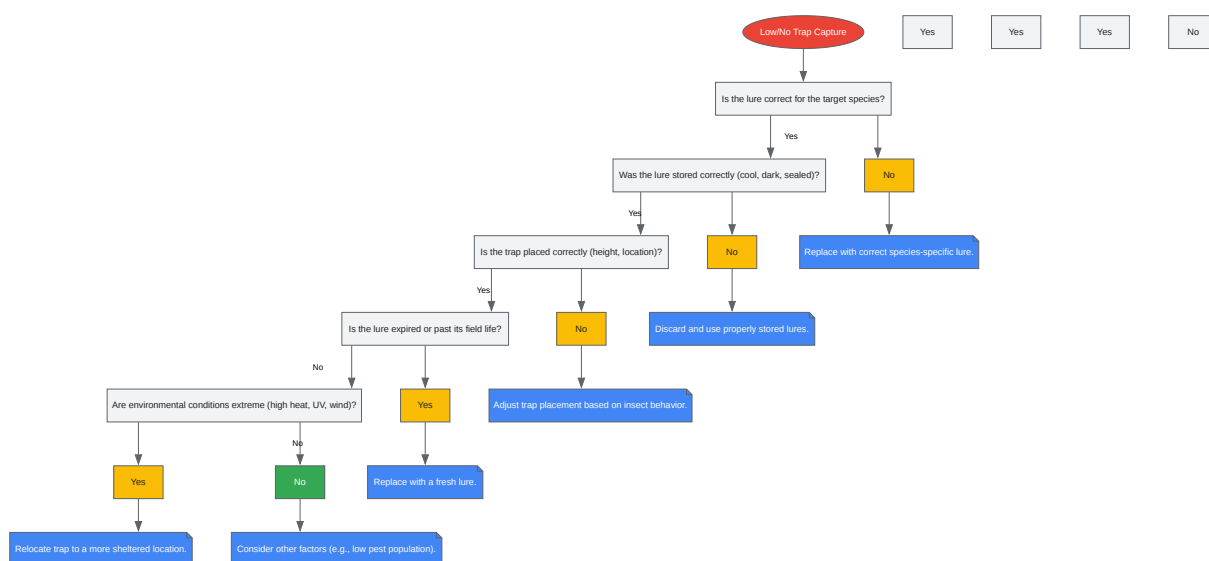 Low/No Trap Capture
Yes
Yes
Yes
No
Is the lure correct for the target species?
Yes
Was the lure stored correctly (cool, dark, sealed)?
No
Yes
Is the trap placed correctly (height, location)?
No
Replace with correct species-specific lure.
Yes
Is the lure expired or past its field life?
No
Discard and use properly stored lures.
No
Are environmental conditions extreme (high heat, UV, wind)?
Yes
Adjust trap placement based on insect behavior.
No
Yes
No
Replace with a fresh lure.
Relocate trap to a more sheltered location.
Consider other factors (e.g., low pest population).